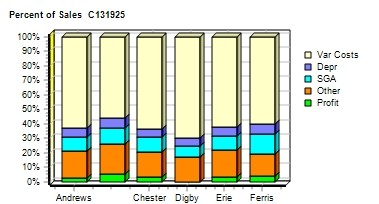 Percent of Sales C131925
100%
90%
80%
70%
60%
50%
40%
30%
20%
10%
0%
Andrews
Chester
Digby
Erie
Ferris
Var Costs
Depr
SGA
Other
Profit